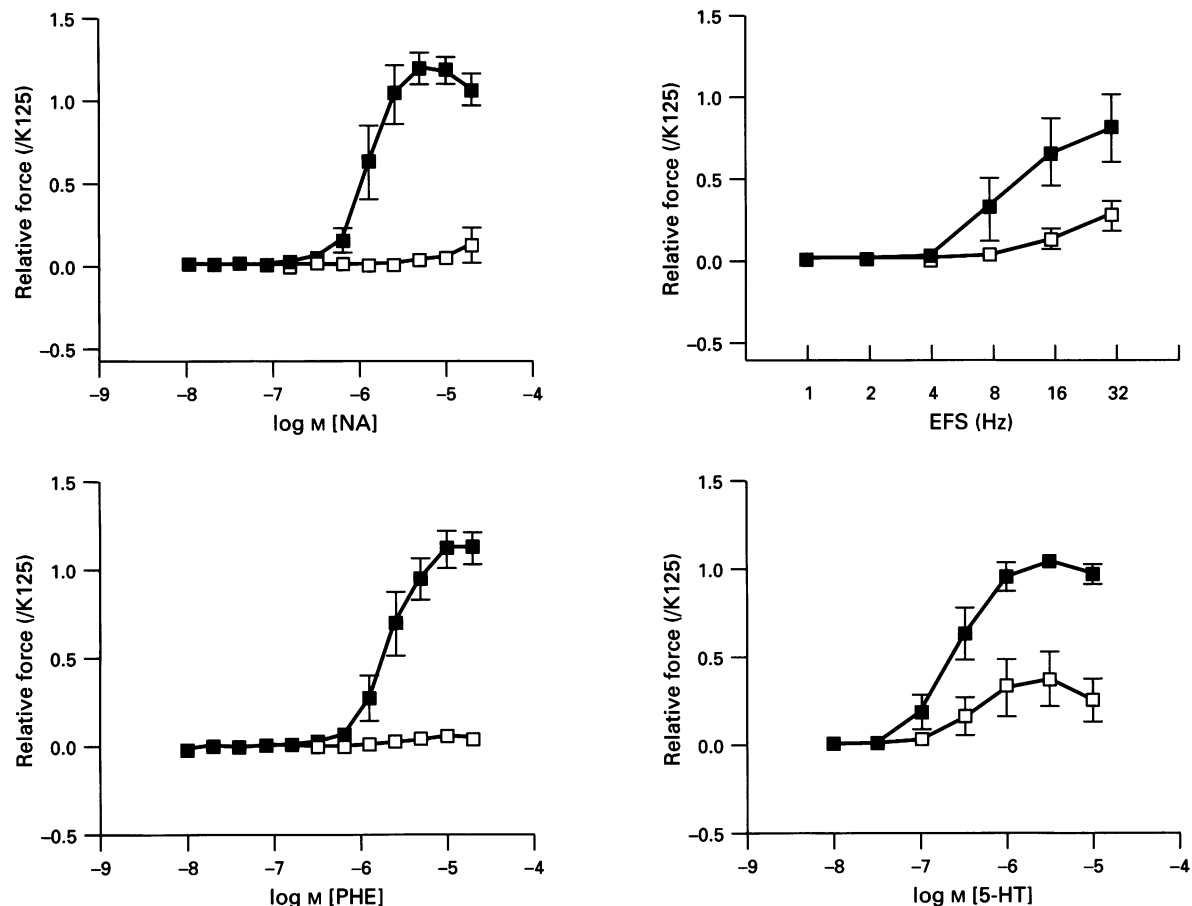 1.5
1.0
0.5
0.0
–0.5
Relative force (/K125)
–9 –8 –7 –6 –5 –4
log M [NA]
1.5
1.0
0.5
0.0
–0.5
Relative force (/K125)
1 2 4 8 16 32
EFS (Hz)
1.5
1.0
0.5
0.0
–0.5
Relative force (/K125)
–9 –8 –7 –6 –5 –4
log M [PHE]
1.5
1.0
0.5
0.0
–0.5
Relative force (/K125)
–9 –8 –7 –6 –5 –4
log M [5-HT]